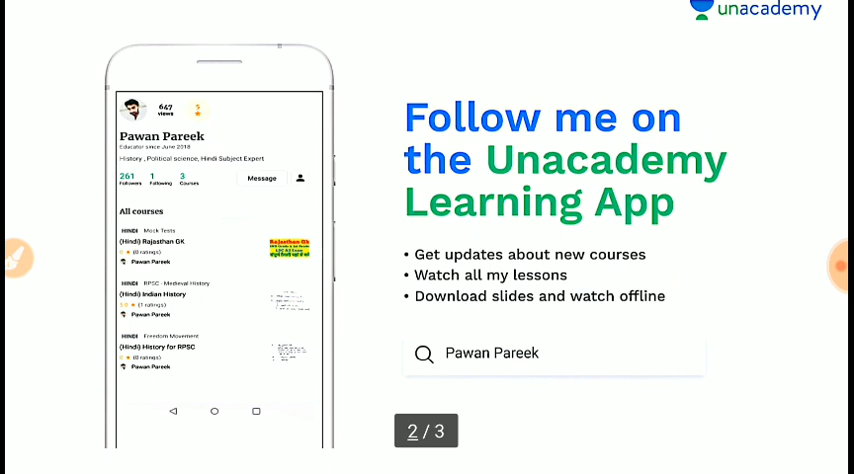 unacademy
647
views
5
Pawan Pareek
Educator since June 2018
History , Political science, Hindi Subject Expert
261
Followers
1
Following
3
Courses
Message
All courses
HINDI Mock Tests
(Hindi) Rajasthan GK
(0 ratings)
Pawan Pareek
Rajasthan Gk
HINDI RPSC - Medieval History
(Hindi) Indian History
5.0 ★ (1 ratings)
Pawan Pareek
HINDI Freedom Movement
(Hindi) History for RPSC
(0 ratings)
Pawan Pareek
Follow me on
the Unacademy
Learning App
• Get updates about new courses
• Watch all my lessons
• Download slides and watch offline
Pawan Pareek
2 / 3